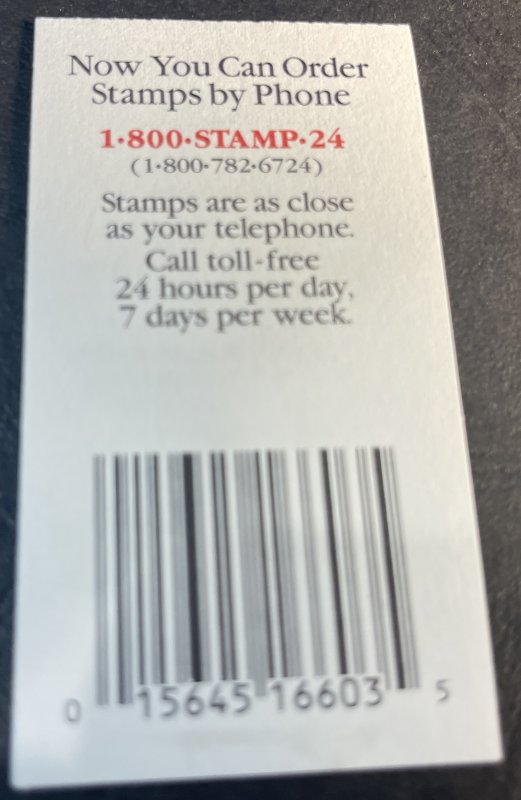 Now You Can Order
Stamps by Phone
1·800·STAMP·24
(1·800·782·6724)
Stamps are as close
as your telephone.
Call toll-free
24 hours per day,
7 days per week.
0 15645 16603 5